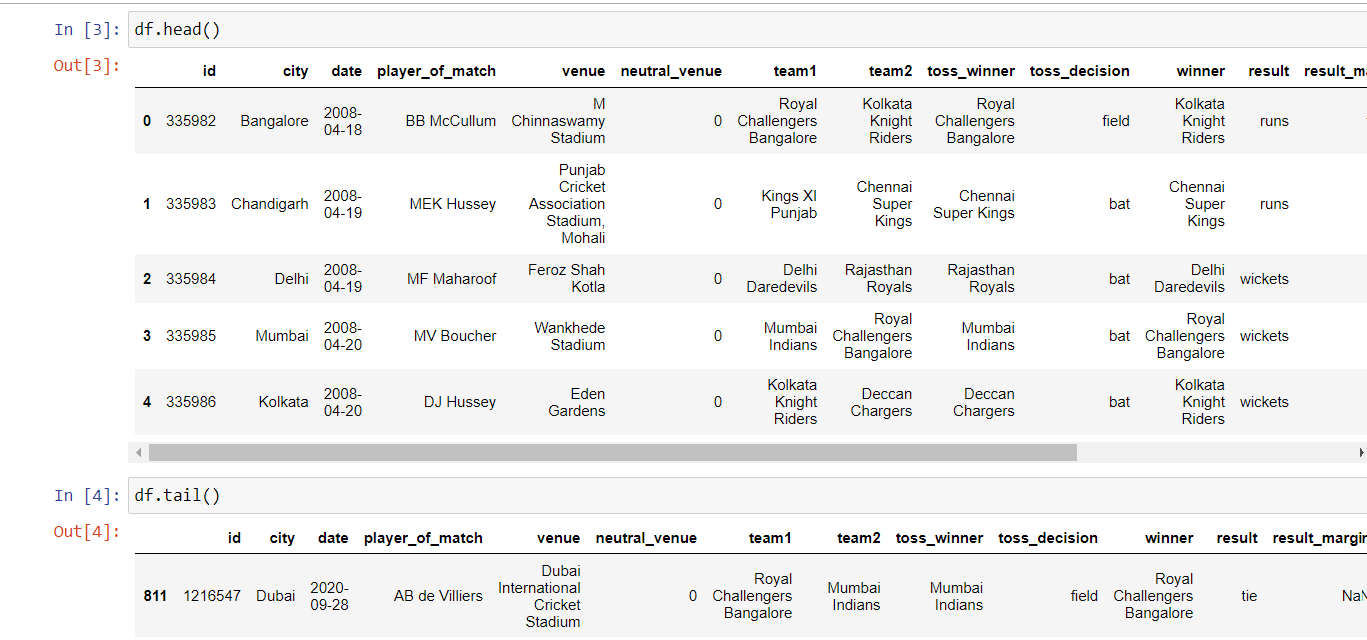 In [3]: df.head()
Out[3]:
id city date player_of_match venue neutral_venue team1 team2 toss_winner toss_decision winner result result_m
0 335982 Bangalore 2008-04-18 BB McCullum M Chinnaswamy Stadium 0 Royal Challengers Bangalore Kolkata Knight Riders Royal Challengers Bangalore field Kolkata Knight Riders runs
1 335983 Chandigarh 2008-04-19 MEK Hussey Punjab Cricket Association Stadium, Mohali 0 Kings XI Punjab Chennai Super Kings Chennai Super Kings bat Chennai Super Kings runs
2 335984 Delhi 2008-04-19 MF Maharoof Feroz Shah Kotla 0 Delhi Daredevils Rajasthan Royals Rajasthan Royals bat Delhi Daredevils wickets
3 335985 Mumbai 2008-04-20 MV Boucher Wankhede Stadium 0 Mumbai Indians Royal Challengers Bangalore Mumbai Indians bat Royal Challengers Bangalore wickets
4 335986 Kolkata 2008-04-20 DJ Hussey Eden Gardens 0 Kolkata Knight Riders Deccan Chargers Deccan Chargers bat Kolkata Knight Riders wickets
In [4]: df.tail()
Out[4]:
id city date player_of_match venue neutral_venue team1 team2 toss_winner toss_decision winner result result_margin
811 1216547 Dubai 2020-09-28 AB de Villiers Dubai International Cricket Stadium 0 Royal Challengers Bangalore Mumbai Indians Mumbai Indians field Royal Challengers Bangalore tie NaN